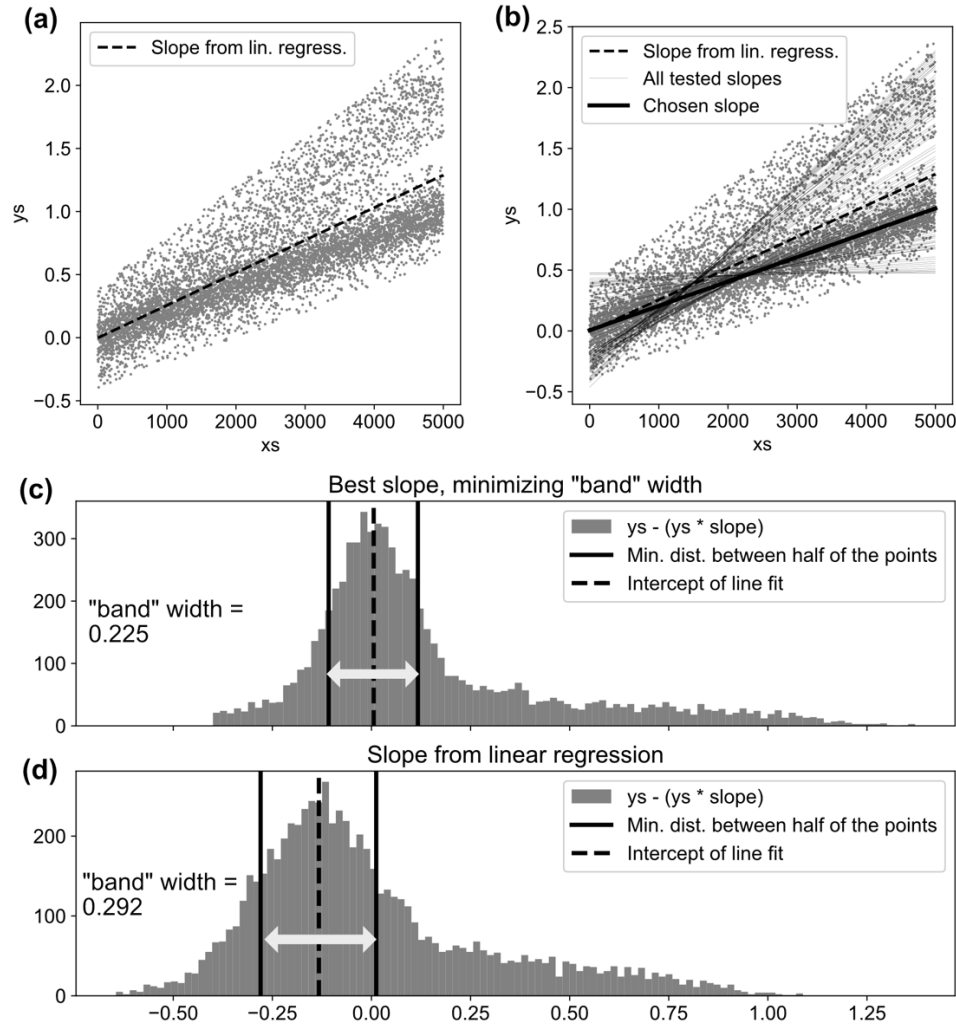 (a)
Slope from lin. regress.
2.0
1.5
1.0
0.5
0.0
−0.5
ys
0 1000 2000 3000 4000 5000
xs
(b)
Slope from lin. regress.
All tested slopes
Chosen slope
2.5
2.0
1.5
1.0
0.5
0.0
−0.5
ys
0 1000 2000 3000 4000 5000
xs
(c)
Best slope, minimizing "band" width
300
200
100
0
"band" width =
0.225
ys - (ys * slope)
Min. dist. between half of the points
Intercept of line fit
(d)
Slope from linear regression
200
100
0
"band" width =
0.292
ys - (ys * slope)
Min. dist. between half of the points
Intercept of line fit
−0.50 −0.25 0.00 0.25 0.50 0.75 1.00 1.25